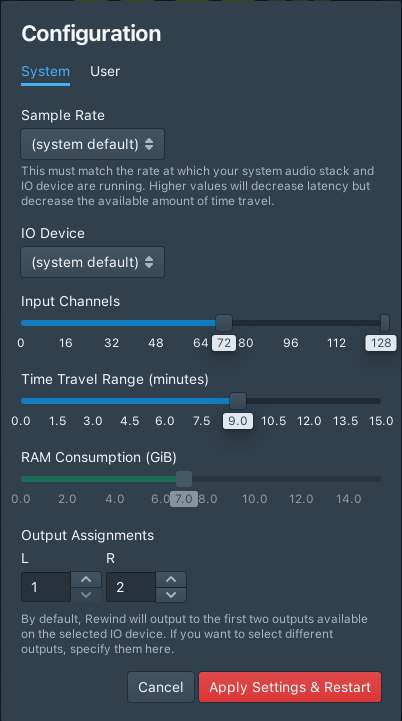 Configuration
System User
Sample Rate
(system default)
This must match the rate at which your system audio stack and
IO device are running. Higher values will decrease latency but
decrease the available amount of time travel.
IO Device
(system default)
Input Channels
0 16 32 48 64 72 80 96 112 128
Time Travel Range (minutes)
0.0 1.5 3.0 4.5 6.0 7.5 9.0 10.5 12.0 13.5 15.0
RAM Consumption (GiB)
0.0 2.0 4.0 6.0 7.0 8.0 10.0 12.0 14.0
Output Assignments
L R
1 2
By default, Rewind will output to the first two outputs available
on the selected IO device. If you want to select different
outputs, specify them here.
Cancel Apply Settings & Restart